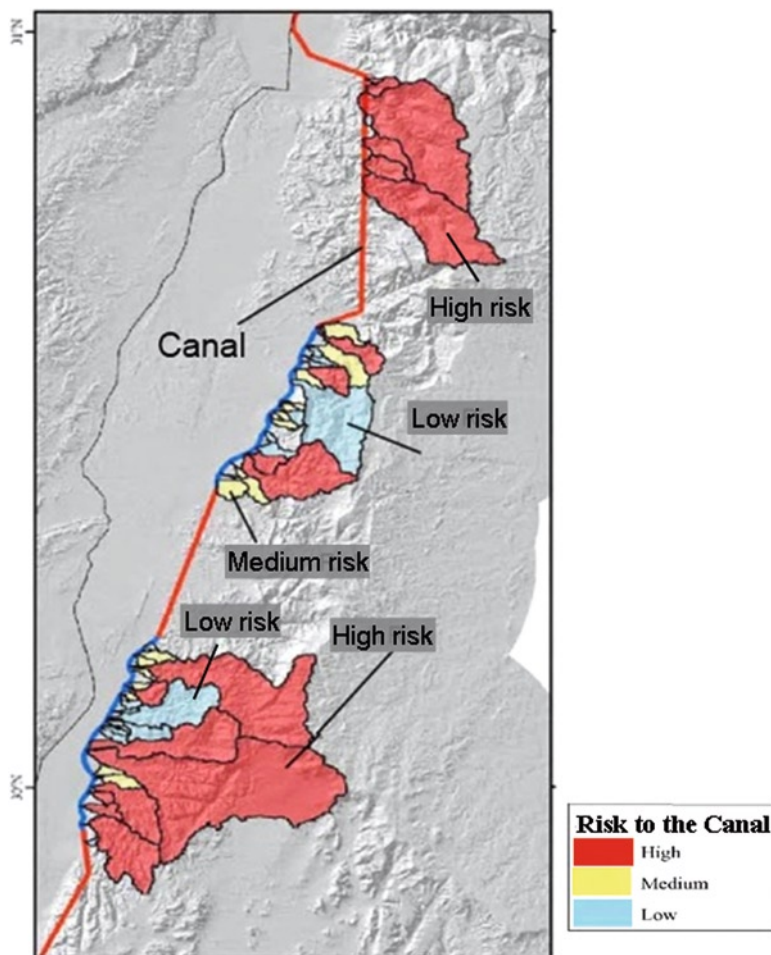 High risk
Canal
Low risk
Medium risk
Low risk
High risk
Risk to the Canal
High
Medium
Low